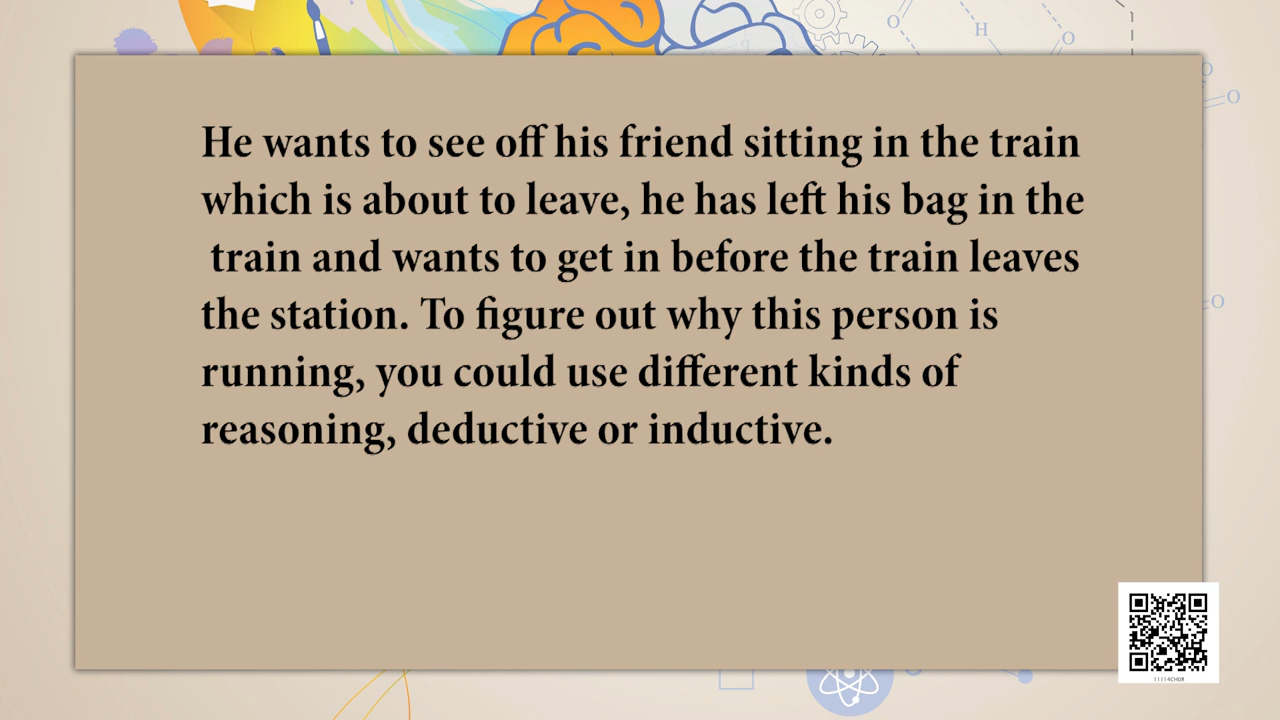 O
H
O
O
O
He wants to see off his friend sitting in the train
which is about to leave, he has left his bag in the
train and wants to get in before the train leaves
the station. To figure out why this person is
O
running, you could use different kinds of
reasoning, deductive or inductive.
11114CH08